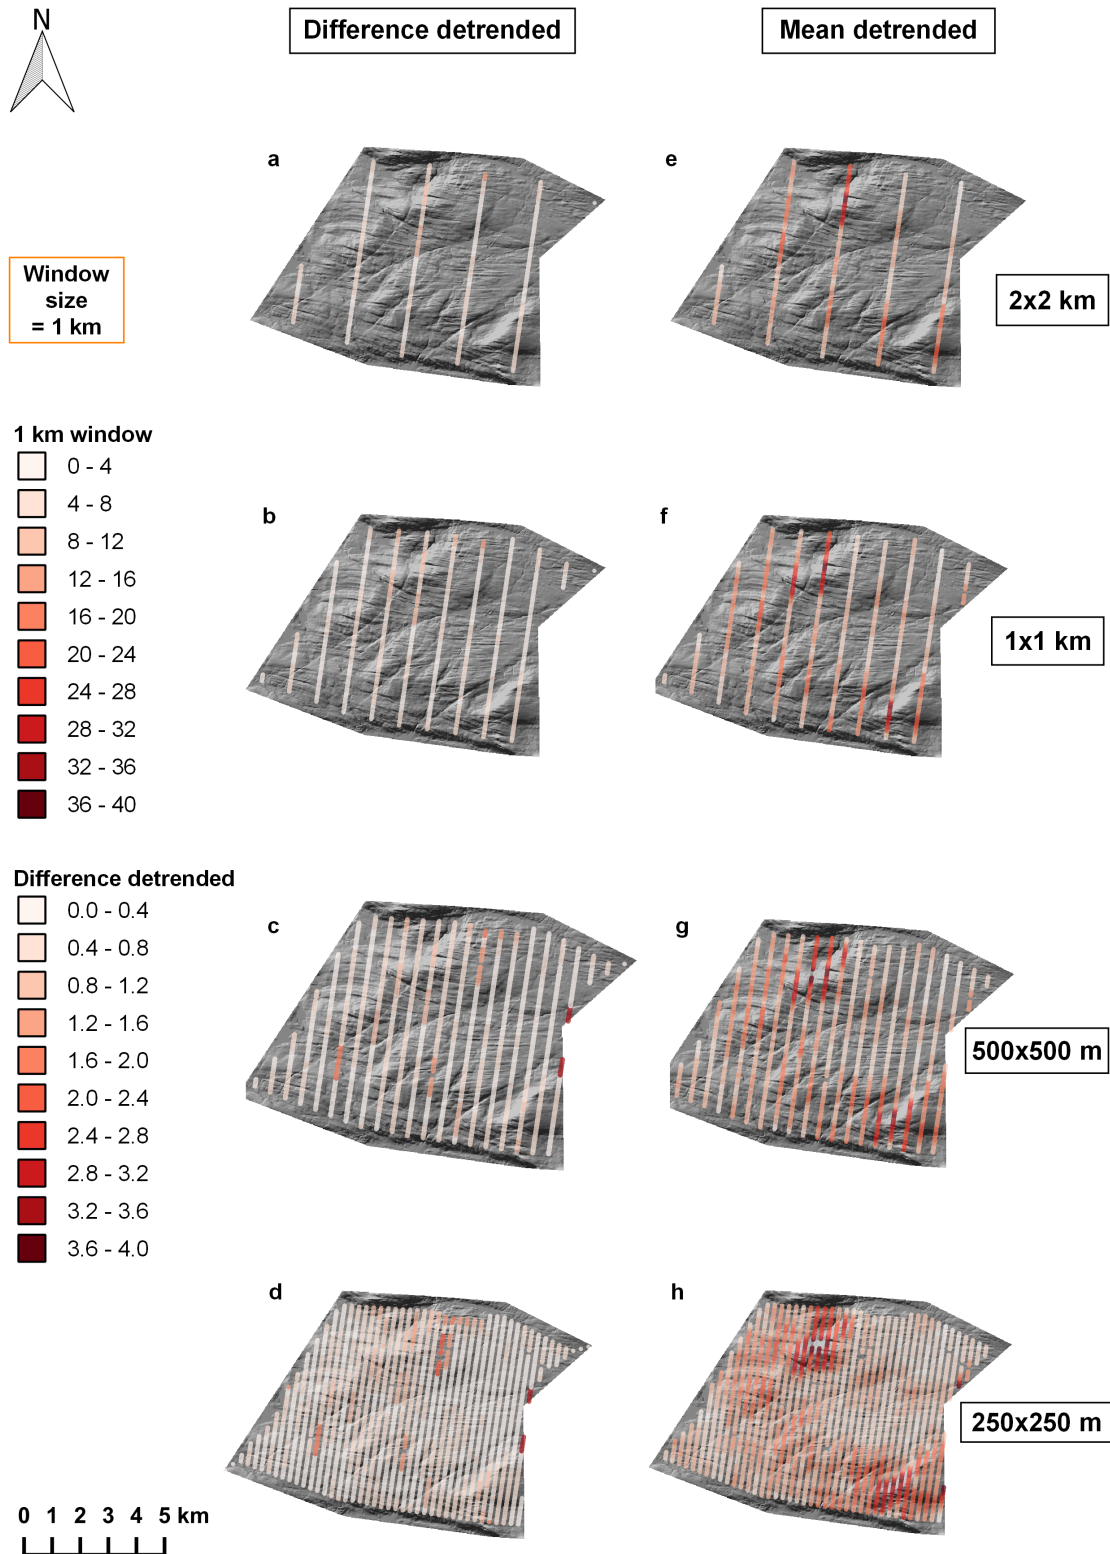 N
Difference detrended
Mean detrended
a
e
Window
size
= 1 km
2x2 km
1 km window
0 - 4
4 - 8
8 - 12
12 - 16
16 - 20
20 - 24
24 - 28
28 - 32
32 - 36
36 - 40
b
f
1x1 km
Difference detrended
0.0 - 0.4
0.4 - 0.8
0.8 - 1.2
1.2 - 1.6
1.6 - 2.0
2.0 - 2.4
2.4 - 2.8
2.8 - 3.2
3.2 - 3.6
3.6 - 4.0
c
g
500x500 m
d
h
250x250 m
0 1 2 3 4 5 km